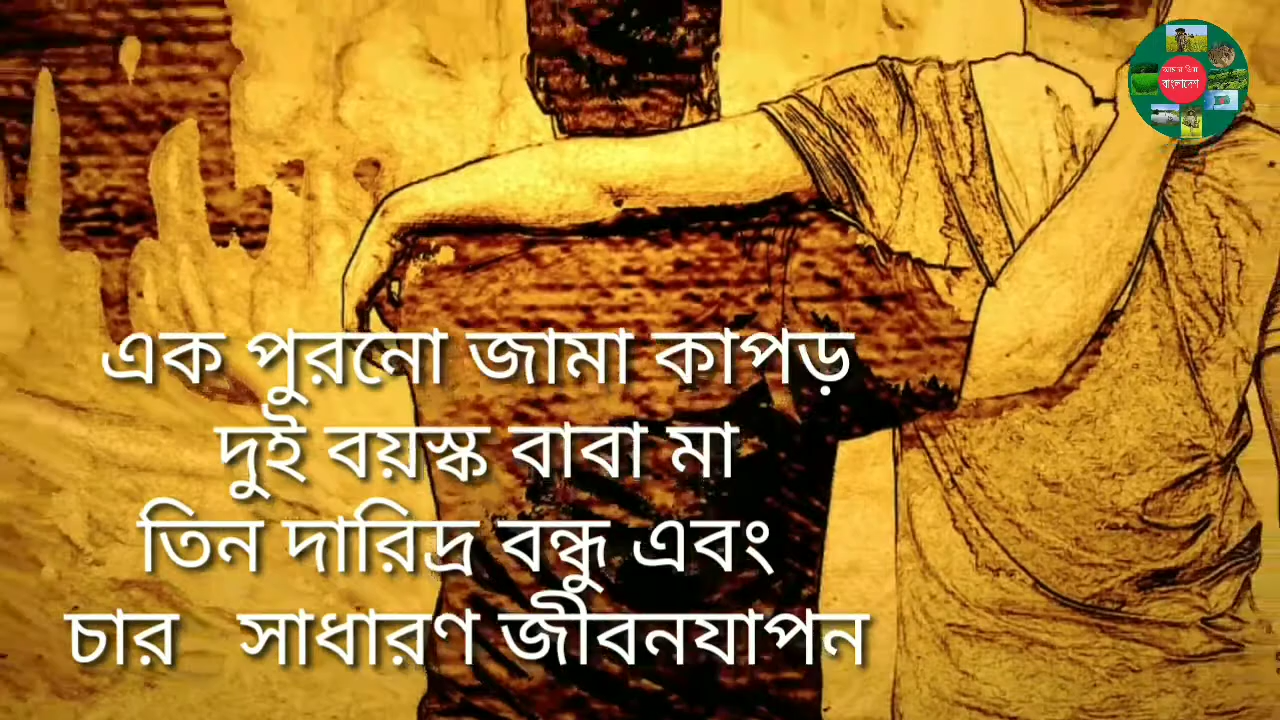 এক পুরনো জামা কাপড়
দুই বয়স্ক বাবা মা
তিন দারিদ্র বন্ধু এবং
চার সাধারণ জীবনযাপন
বাংলাদেশ